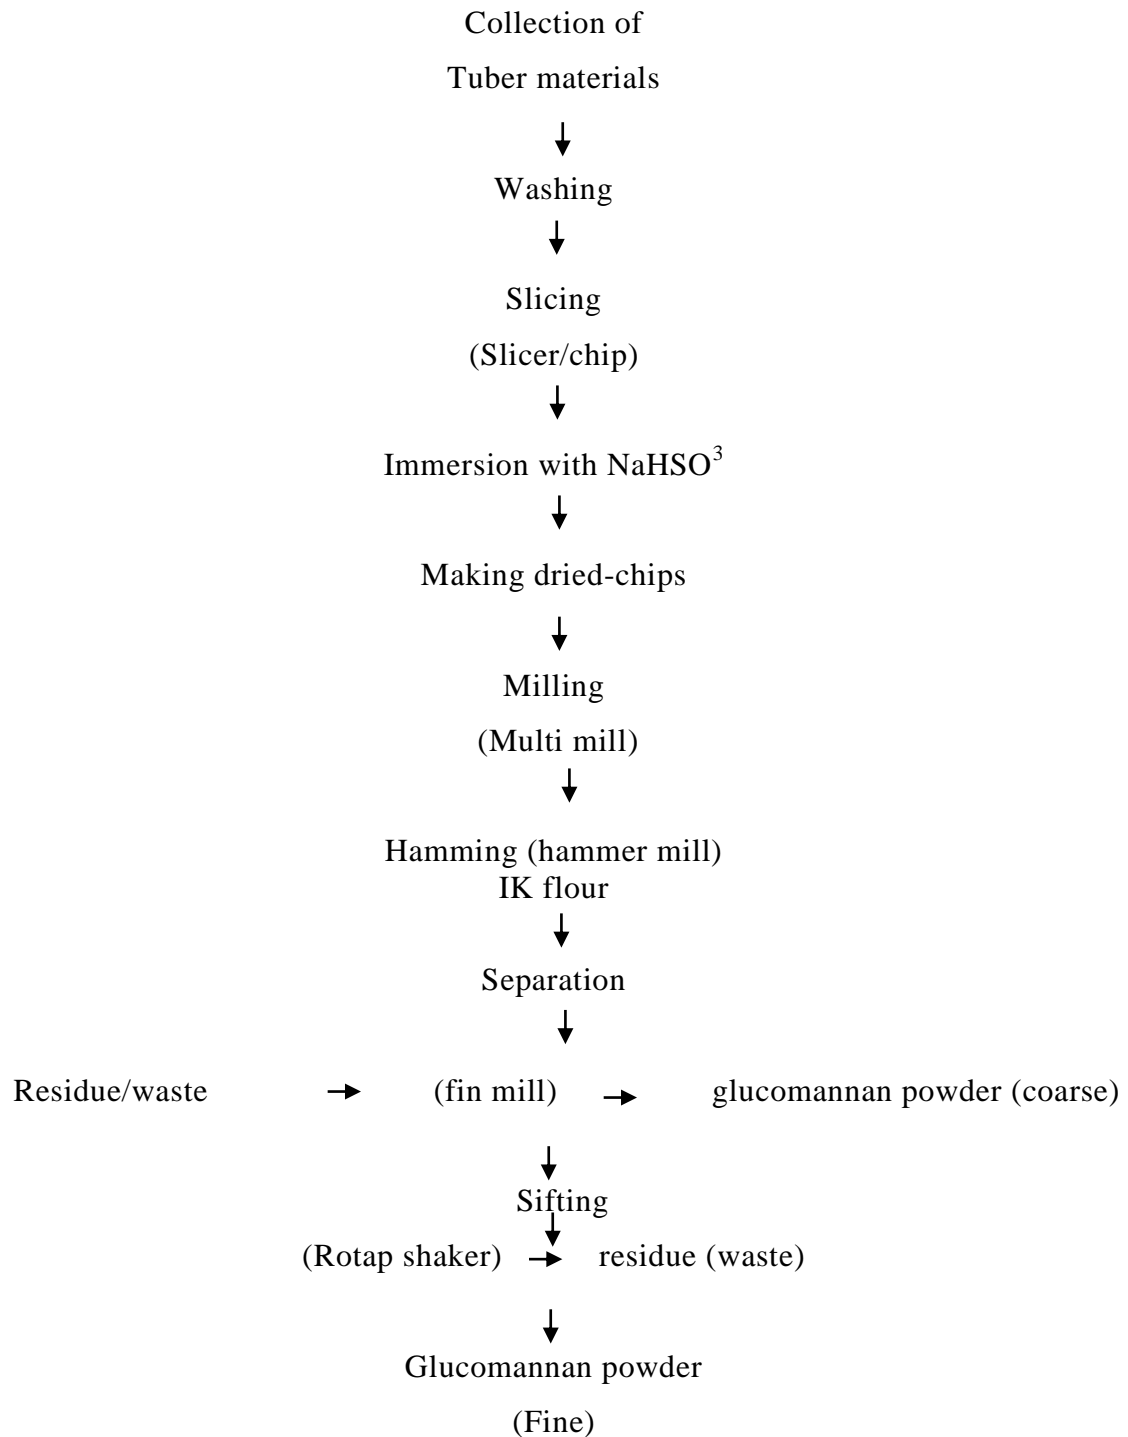 Collection of
Tuber materials
Washing
Slicing
(Slicer/chip)
Immersion with NaHSO³
Making dried-chips
Milling
(Multi mill)
Hamming (hammer mill)
IK flour
Separation
Residue/waste → (fin mill) → glucomannan powder (coarse)
Sifting
(Rotap shaker) → residue (waste)
Glucomannan powder
(Fine)